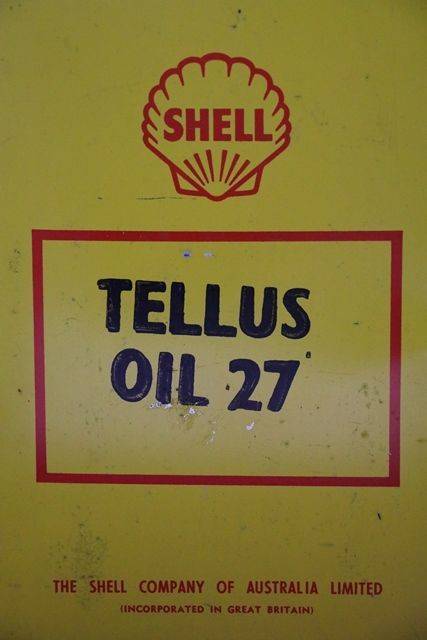 SHELL
TELLUS
OIL 27
THE SHELL COMPANY OF AUSTRALIA LIMITED
(INCORPORATED IN GREAT BRITAIN)